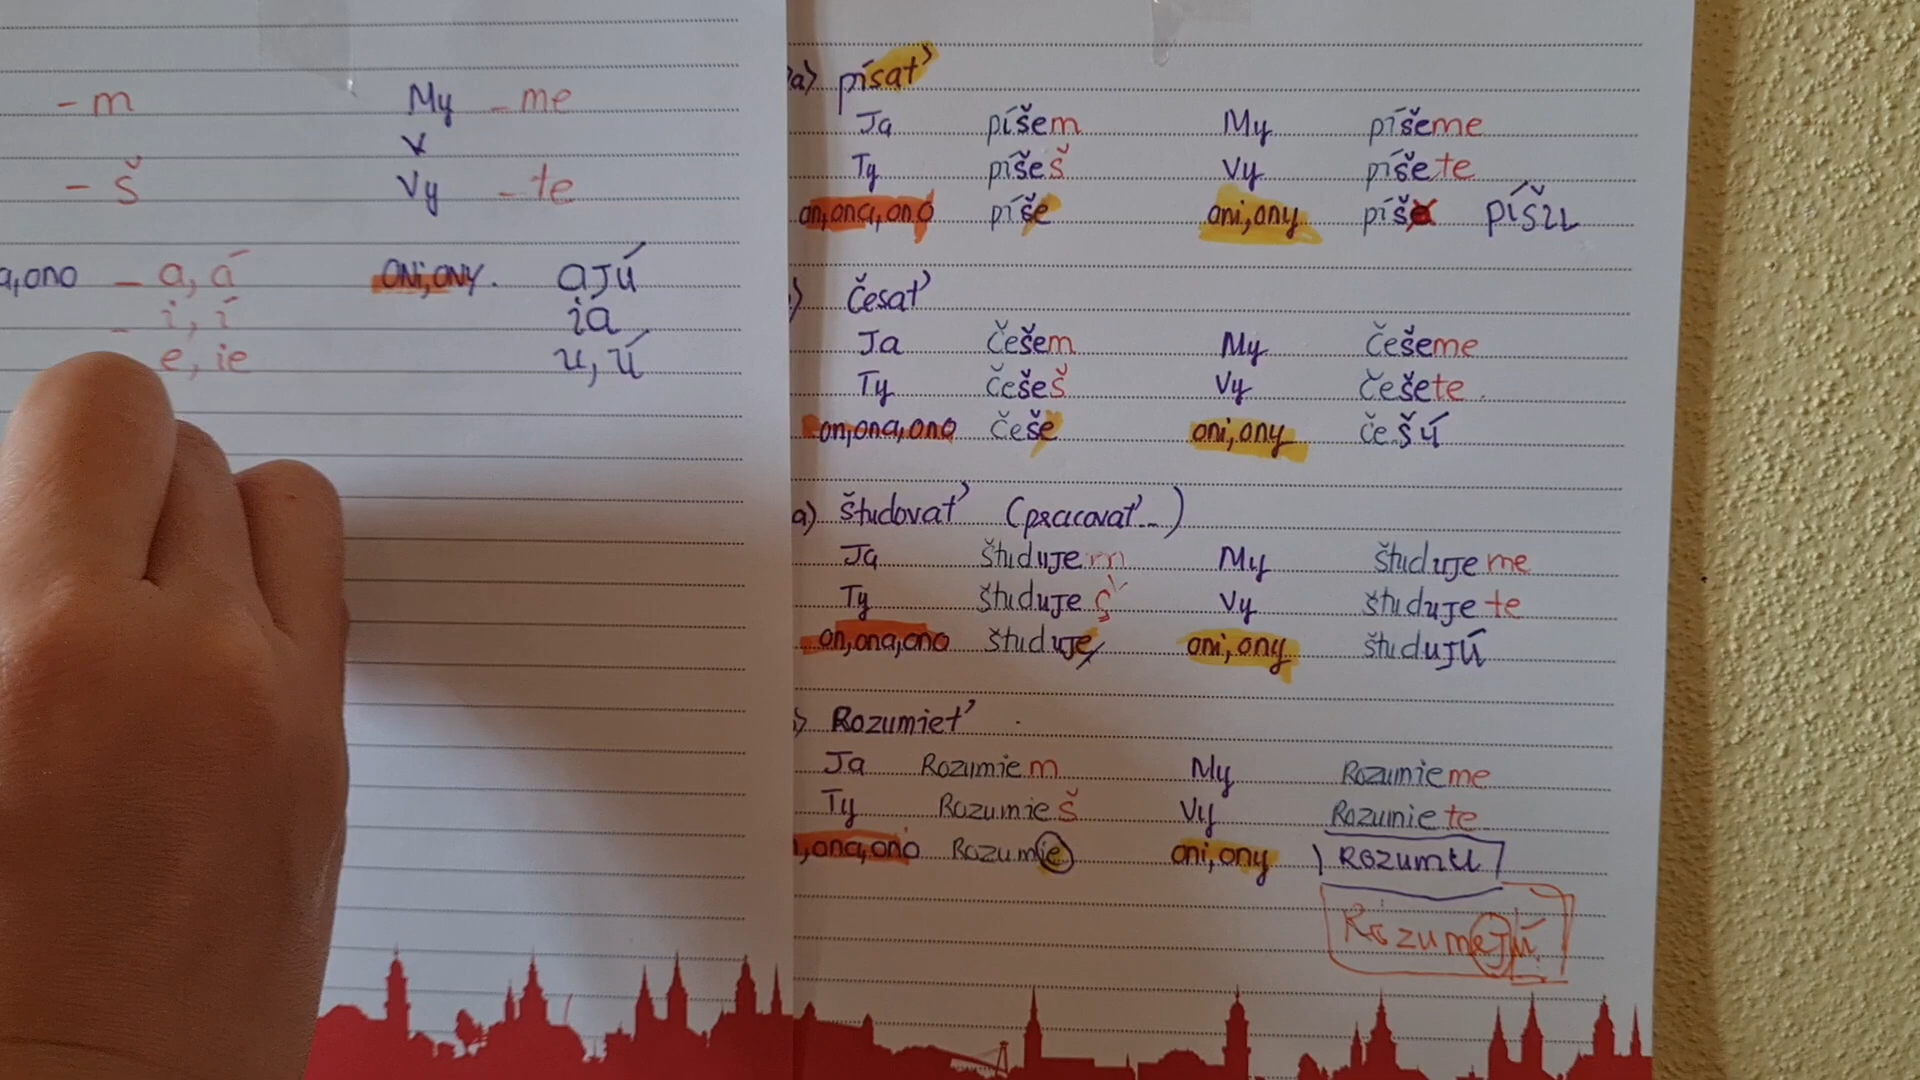 - m My - me
v
- š Vy - te
a, ono - a, á oni, ony. ajú
- i, í ia
e, ie u, ú
a) písať
Ja píšem My píšeme
Ty píšeš Vy píšete
on, ona, ono píše oni, ony píšu
b) česať
Ja Češem My Češeme
Ty Češeš Vy Češete
on, ona, ono Češe oni, ony češú
a) študovať (pracovať...)
Ja študujem My študujeme
Ty študuješ Vy študujete
on, ona, ono študuje oni, ony študujú
) Rozumieť
Ja Rozumiem My Rozumieme
Ty Rozumieš Vy Rozumiete
, ona, ono Rozumie oni, ony Rozumu
Rozumejú